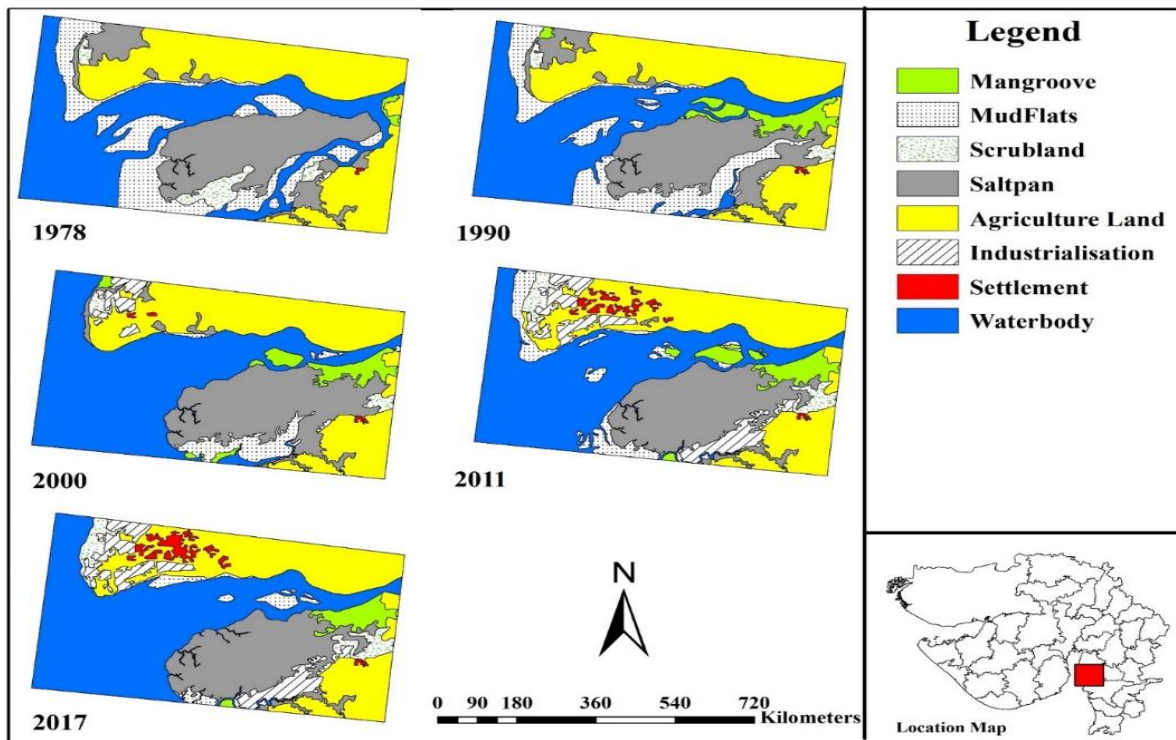 1978
1990
2000
2011
2017
Legend
Mangroove
MudFlats
Scrubland
Saltpan
Agriculture Land
Industrialisation
Settlement
Waterbody
N
0 90 180 360 540 720
Kilometers
Location Map